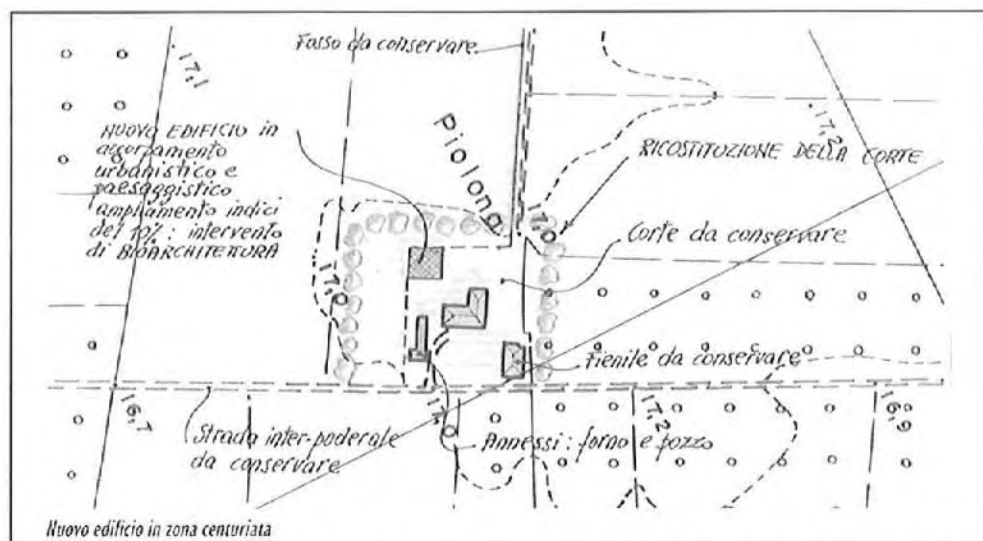 Fosso da conservare
17,1
NUOVO EDIFICIO in
accorpamento
urbanistico e
paesaggistico
ampliamento indici
del 10% : intervento
di BIOARCHITETTURA
Piolona
17,2
RICOSTITUZIONE DELLA CORTE
17,0
Corte da conservare
17,0
Fienile da conservare
16,7
Strada inter-poderale
da conservare
Annessi : forno e pozzo
17,2
16,9
Nuovo edificio in zona centuriata